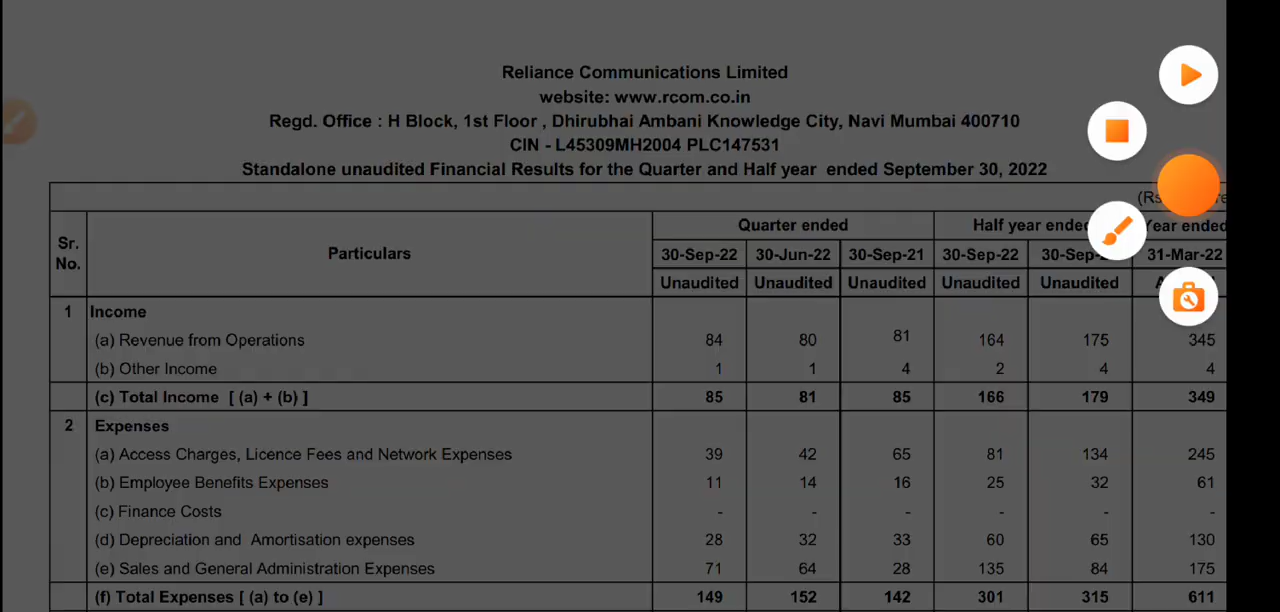 Reliance Communications Limited
website: www.rcom.co.in
Regd. Office : H Block, 1st Floor , Dhirubhai Ambani Knowledge City, Navi Mumbai 400710
CIN - L45309MH2004 PLC147531
Standalone unaudited Financial Results for the Quarter and Half year ended September 30, 2022
Sr. No. Particulars Quarter ended Half year ended Year ended
30-Sep-22 30-Jun-22 30-Sep-21 30-Sep-22 30-Sep- 31-Mar-22
Unaudited Unaudited Unaudited Unaudited Unaudited
1 Income
(a) Revenue from Operations 84 80 81 164 175 345
(b) Other Income 1 1 4 2 4 4
(c) Total Income [ (a) + (b) ] 85 81 85 166 179 349
2 Expenses
(a) Access Charges, Licence Fees and Network Expenses 39 42 65 81 134 245
(b) Employee Benefits Expenses 11 14 16 25 32 61
(c) Finance Costs - - - - - -
(d) Depreciation and Amortisation expenses 28 32 33 60 65 130
(e) Sales and General Administration Expenses 71 64 28 135 84 175
(f) Total Expenses [ (a) to (e) ] 149 152 142 301 315 611